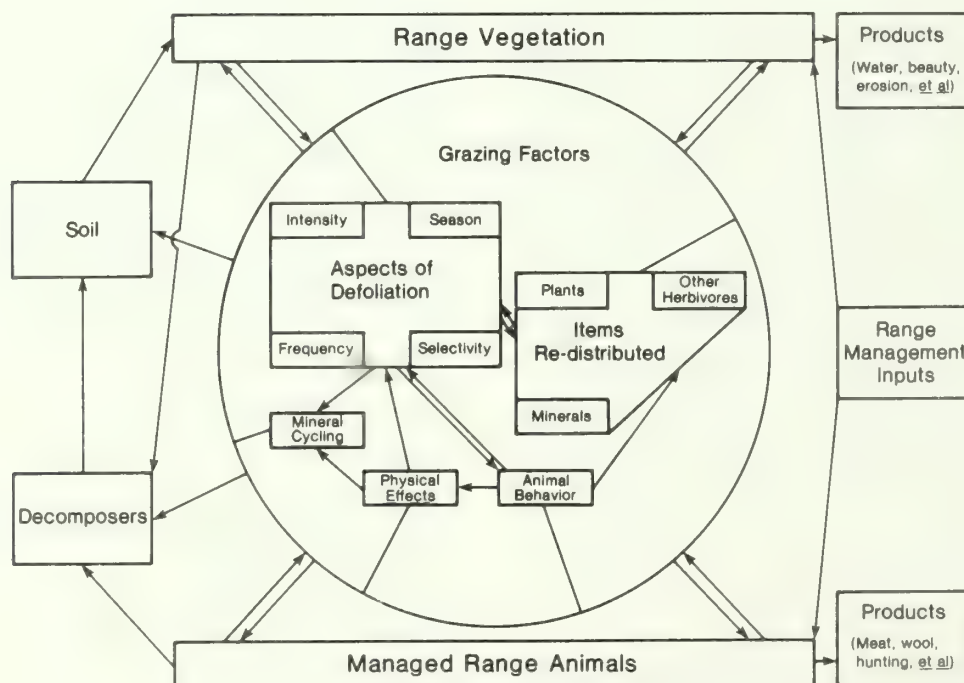 Range Vegetation
Products
(Water, beauty,
erosion, et al)
Grazing Factors
Soil
Intensity
Season
Aspects of
Defoliation
Frequency
Selectivity
Plants
Other
Herbivores
Items
Re-distributed
Minerals
Range
Management
Inputs
Mineral
Cycling
Physical
Effects
Animal
Behavior
Decomposers
Managed Range Animals
Products
(Meat, wool,
hunting, et al)